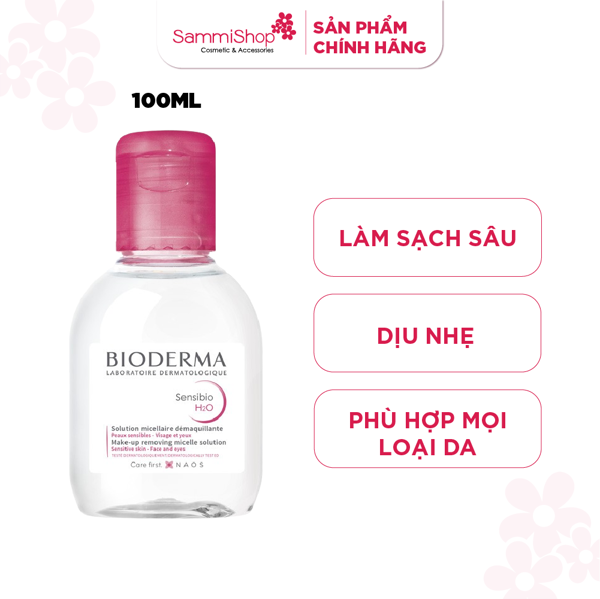 SammiShop
Cosmetic & Accessories
SẢN PHẨM
CHÍNH HÃNG
100ML
BIODERMA
LABORATOIRE DERMATOLOGIQUE
Sensibio
H2O
Solution micellaire démaquillante
Peaux sensibles - Visage et yeux
Make-up removing micelle solution
Sensitive skin - Face and eyes
Care first. NAOS
LÀM SẠCH SÂU
DỊU NHẸ
PHÙ HỢP MỌI
LOẠI DA